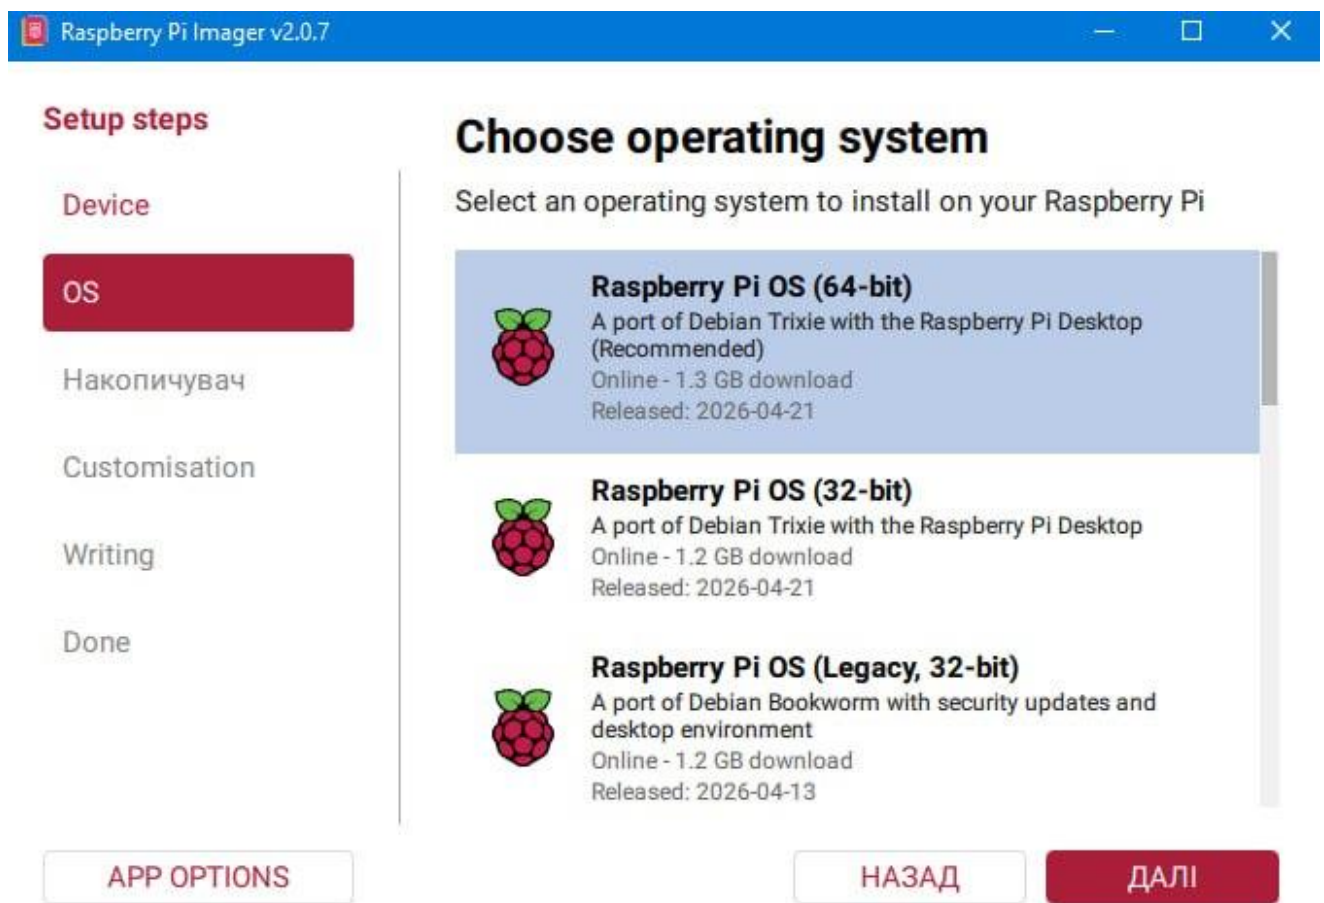 Raspberry Pi Imager v2.0.7
Setup steps
Device
OS
Накопичувач
Customisation
Writing
Done
APP OPTIONS
Choose operating system
Select an operating system to install on your Raspberry Pi
Raspberry Pi OS (64-bit)
A port of Debian Trixie with the Raspberry Pi Desktop
(Recommended)
Online - 1.3 GB download
Released: 2026-04-21
Raspberry Pi OS (32-bit)
A port of Debian Trixie with the Raspberry Pi Desktop
Online - 1.2 GB download
Released: 2026-04-21
Raspberry Pi OS (Legacy, 32-bit)
A port of Debian Bookworm with security updates and
desktop environment
Online - 1.2 GB download
Released: 2026-04-13
НАЗАД
ДАЛІ